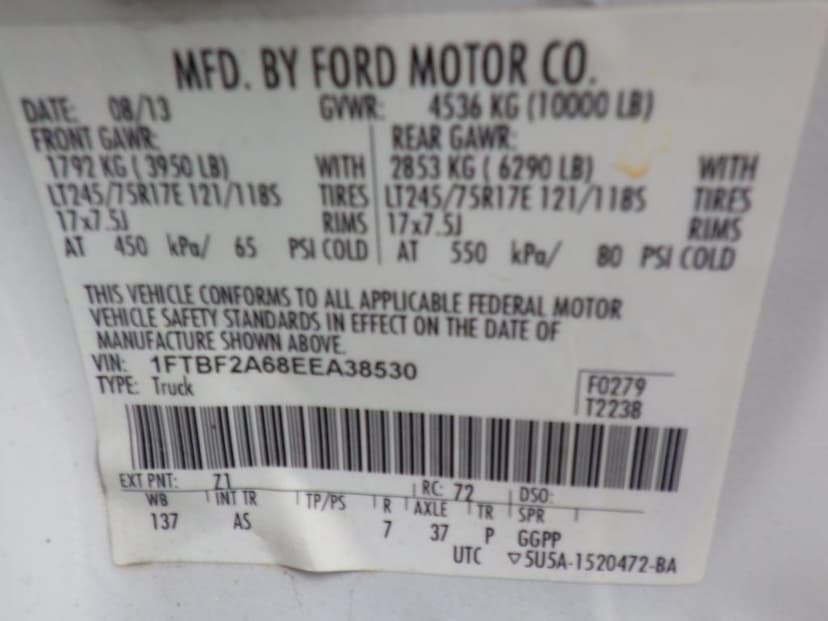 MFD. BY FORD MOTOR CO.
DATE: 08/13 GVWR: 4536 KG (10000 LB)
FRONT GAWR: REAR GAWR:
1792 KG ( 3950 LB) WITH 2853 KG ( 6290 LB) WITH
LT245/75R17E 121/118S TIRES LT245/75R17E 121/118S TIRES
17x7.5J RIMS 17x7.5J RIMS
AT 450 kPa/ 65 PSI COLD AT 550 kPa/ 80 PSI COLD
THIS VEHICLE CONFORMS TO ALL APPLICABLE FEDERAL MOTOR
VEHICLE SAFETY STANDARDS IN EFFECT ON THE DATE OF
MANUFACTURE SHOWN ABOVE.
VIN: 1FTBF2A68EEA38530
TYPE: Truck F0279
T2238
EXT PNT: Z1 RC: 72 DSO:
WB INT TR TP/PS R AXLE TR SPR
137 AS 7 37 P GGPP
UTC ▽5U5A-1520472-BA